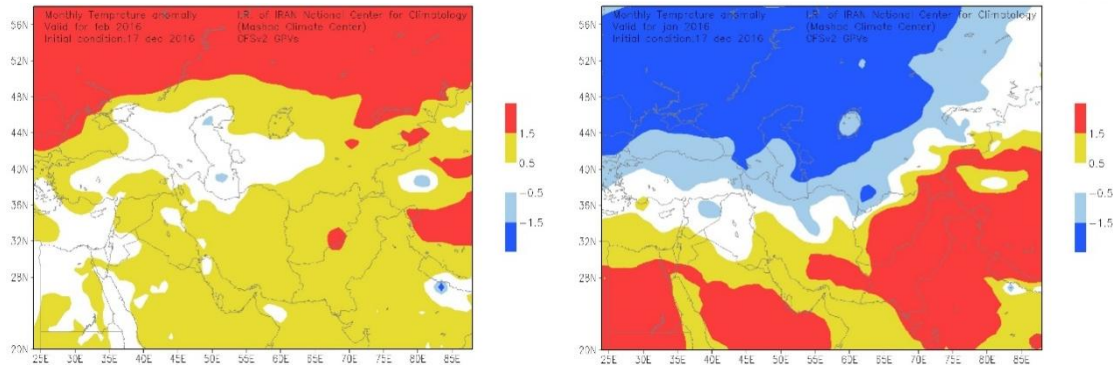 Monthly Temprature anomaly
Valid for feb 2016
Initial condition:17 dec 2016
I.R. of IRAN National Center for Climatology
(Mashad Climate Center)
CFSv2 GPVs
56N
52N
48N
44N
40N
36N
32N
28N
24N
20N
25E 30E 35E 40E 45E 50E 55E 60E 65E 70E 75E 80E 85E
1.5
0.5
-0.5
-1.5
Monthly Temprature anomaly
Valid for jan 2016
Initial condition:17 dec 2016
I.R. of IRAN National Center for Climatology
(Mashad Climate Center)
CFSv2 GPVs
56N
52N
48N
44N
40N
36N
32N
28N
24N
20N
25E 30E 35E 40E 45E 50E 55E 60E 65E 70E 75E 80E 85E
1.5
0.5
-0.5
-1.5